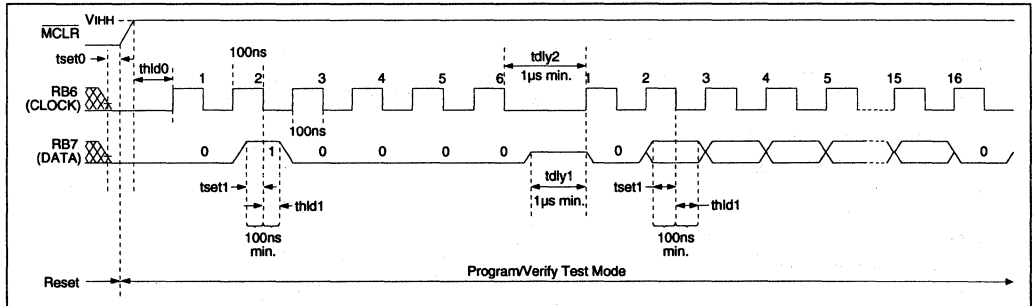 VIHH
MCLR
tset0
thld0
100ns
tdly2
1µs min.
1 2 3 4 5 6 1 2 3 4 5 15 16
RB6
(CLOCK)
100ns
RB7
(DATA)
0 1 0 0 0 0 0 0
tset1
thld1
100ns
min.
tdly1
1µs min.
tset1
thld1
100ns
min.
Reset
Program/Verify Test Mode